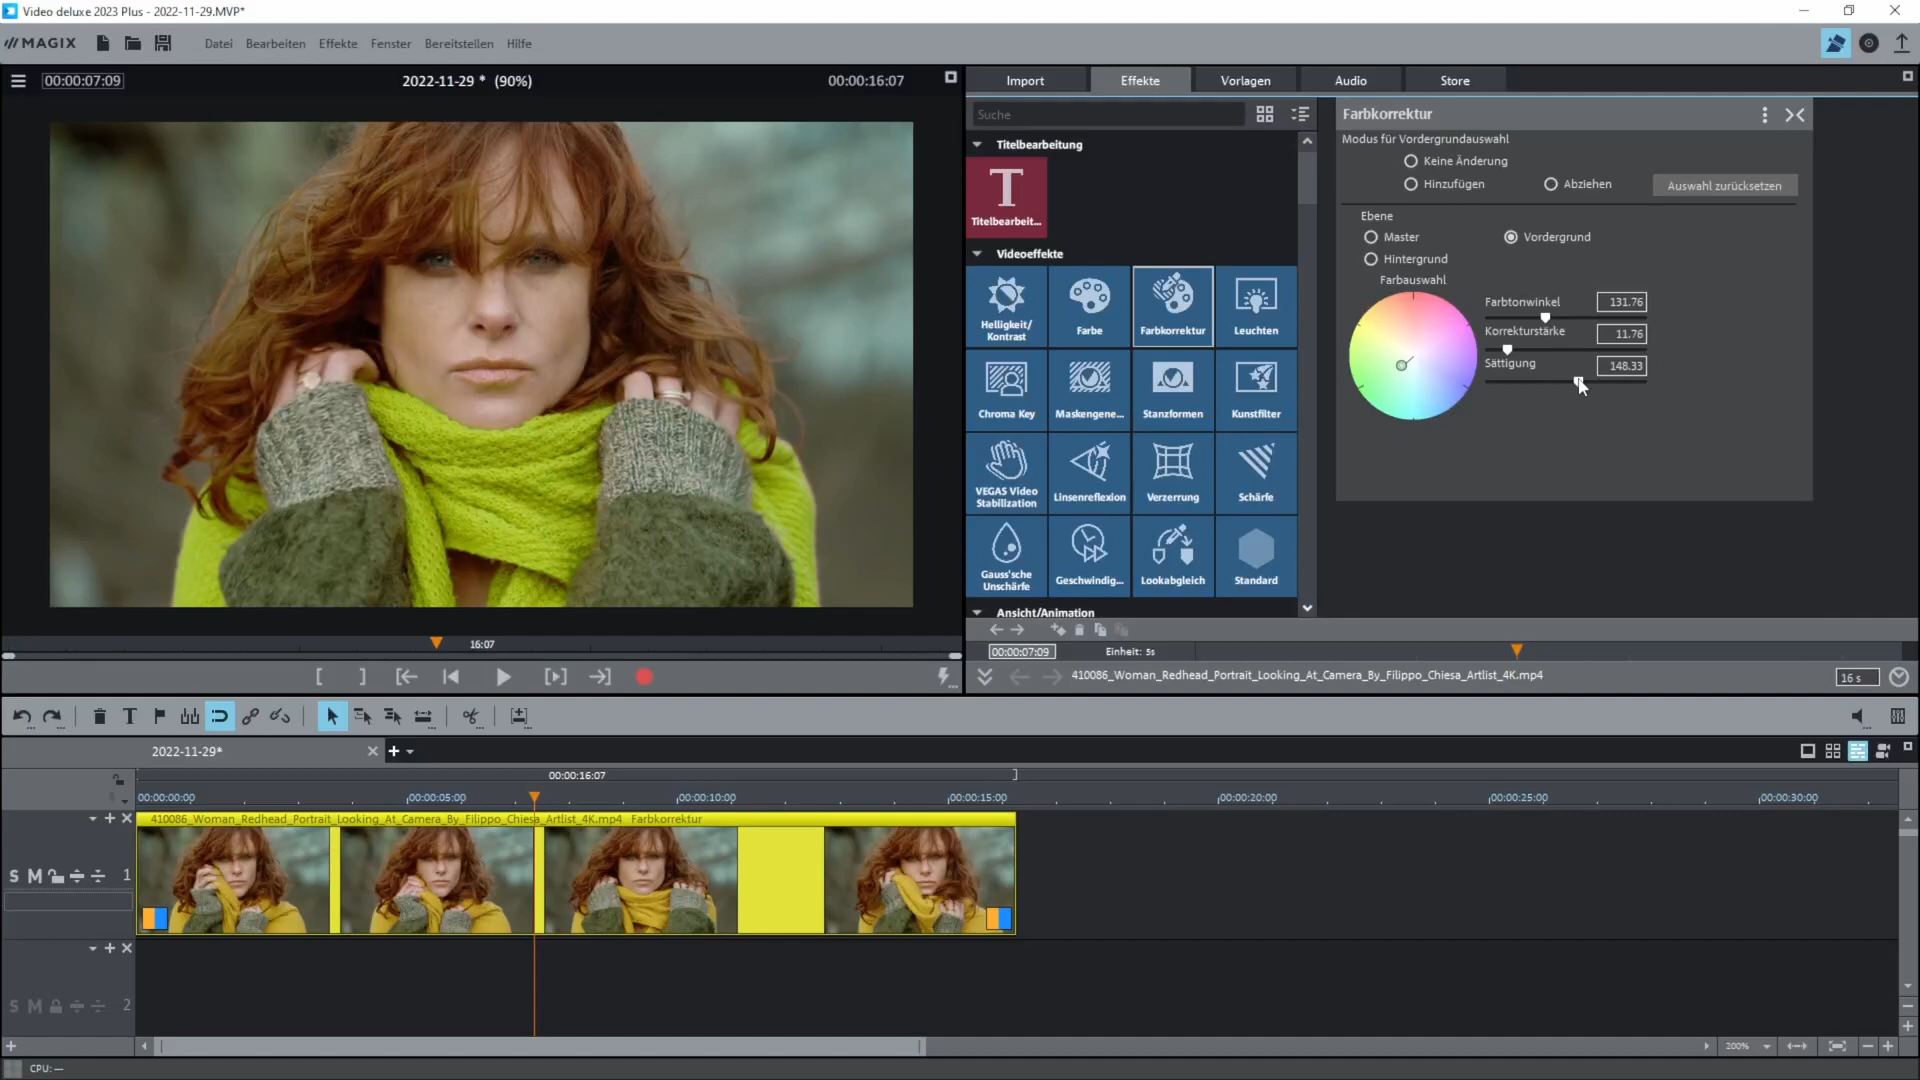 Video deluxe 2023 Plus - 2022-11-29.MVP*
MAGIX Datei Bearbeiten Effekte Fenster Bereitstellen Hilfe
00:00:07:09 2022-11-29 * (90%) 00:00:16:07
Import Effekte Vorlagen Audio Store
Suche
Titelbearbeitung
T
Titelbearbeit...
Videoeffekte
Helligkeit/
Kontrast
Farbe
Farbkorrektur
Leuchten
Chroma Key
Maskengene...
Stanzformen
Kunstfilter
VEGAS Video
Stabilization
Linsenreflexion
Verzerrung
Schärfe
Gauss'sche
Unschärfe
Geschwindig...
Lookabgleich
Standard
Ansicht/Animation
Farbkorrektur
Modus für Vordergrundauswahl
Keine Änderung
Hinzufügen Abziehen Auswahl zurücksetzen
Ebene
Master Vordergrund
Hintergrund
Farbauswahl
Farbtonwinkel 131.76
Korrekturstärke 11.76
Sättigung 148.33
16:07
00:00:07:09 Einheit: 5s
410086_Woman_Redhead_Portrait_Looking_At_Camera_By_Filippo_Chiesa_Artlist_4K.mp4 16 s
2022-11-29*
00:00:16:07
00:00:00:00 00:00:05:00 00:00:10:00 00:00:15:00 00:00:20:00 00:00:25:00 00:00:30:00
410086_Woman_Redhead_Portrait_Looking_At_Camera_By_Filippo_Chiesa_Artlist_4K.mp4 Farbkorrektur
S M 1
S M 2
200%
CPU: —